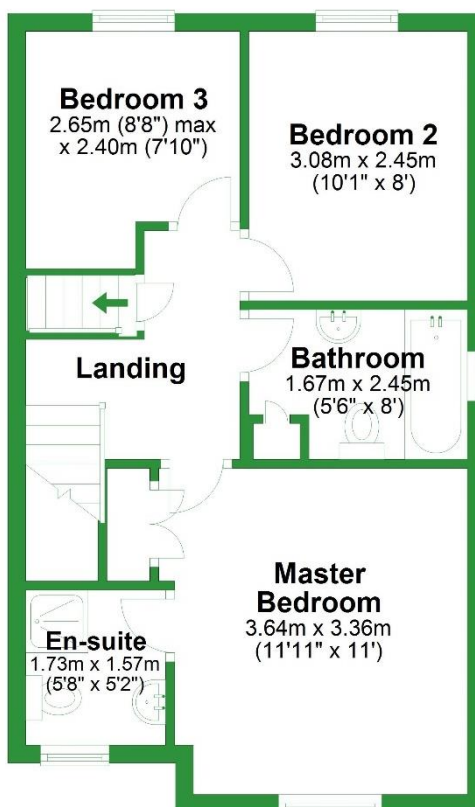 Bedroom 3
2.65m (8'8") max
x 2.40m (7'10")
Bedroom 2
3.08m x 2.45m
(10'1" x 8')
Landing
Bathroom
1.67m x 2.45m
(5'6" x 8')
Master
Bedroom
3.64m x 3.36m
(11'11" x 11')
En-suite
1.73m x 1.57m
(5'8" x 5'2")